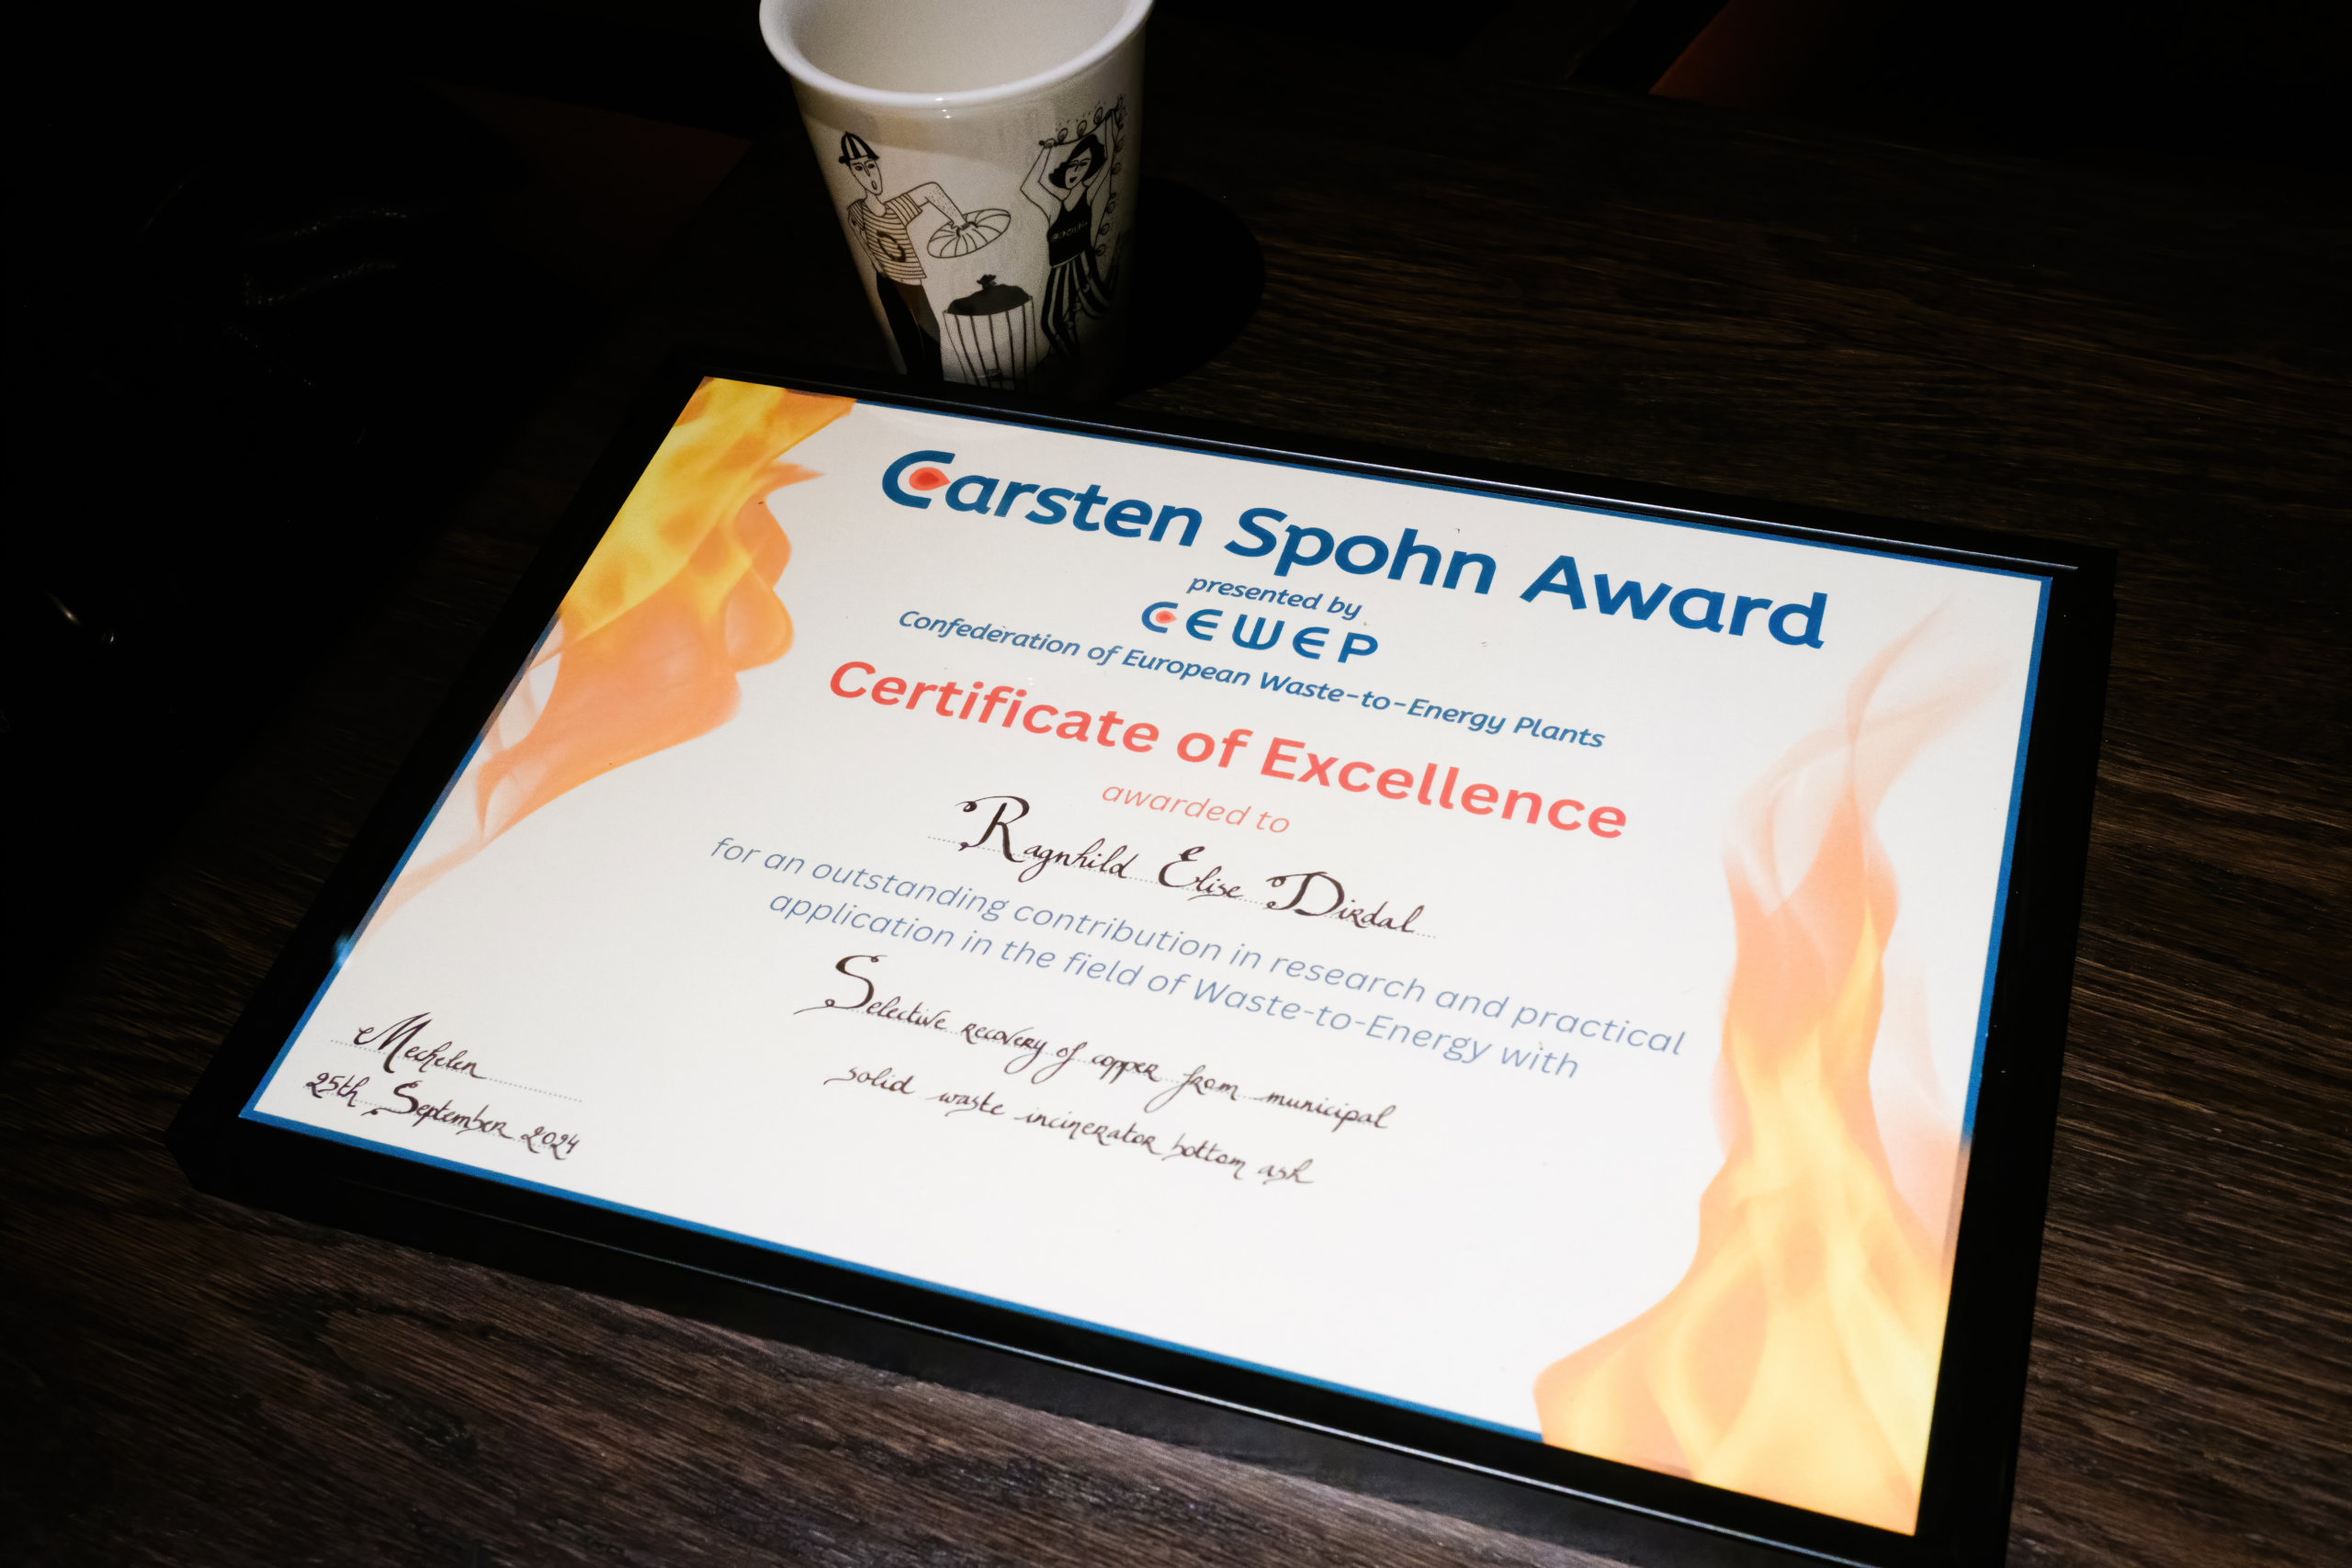 Carsten Spohn Award
presented by
CEWEP
Confederation of European Waste-to-Energy Plants
Certificate of Excellence
awarded to
Ragnhild Elise Dirdal
for an outstanding contribution in research and practical
application in the field of Waste-to-Energy with
Selective recovery of copper from municipal
solid waste incinerator bottom ash
Mechelen
25th September 2024